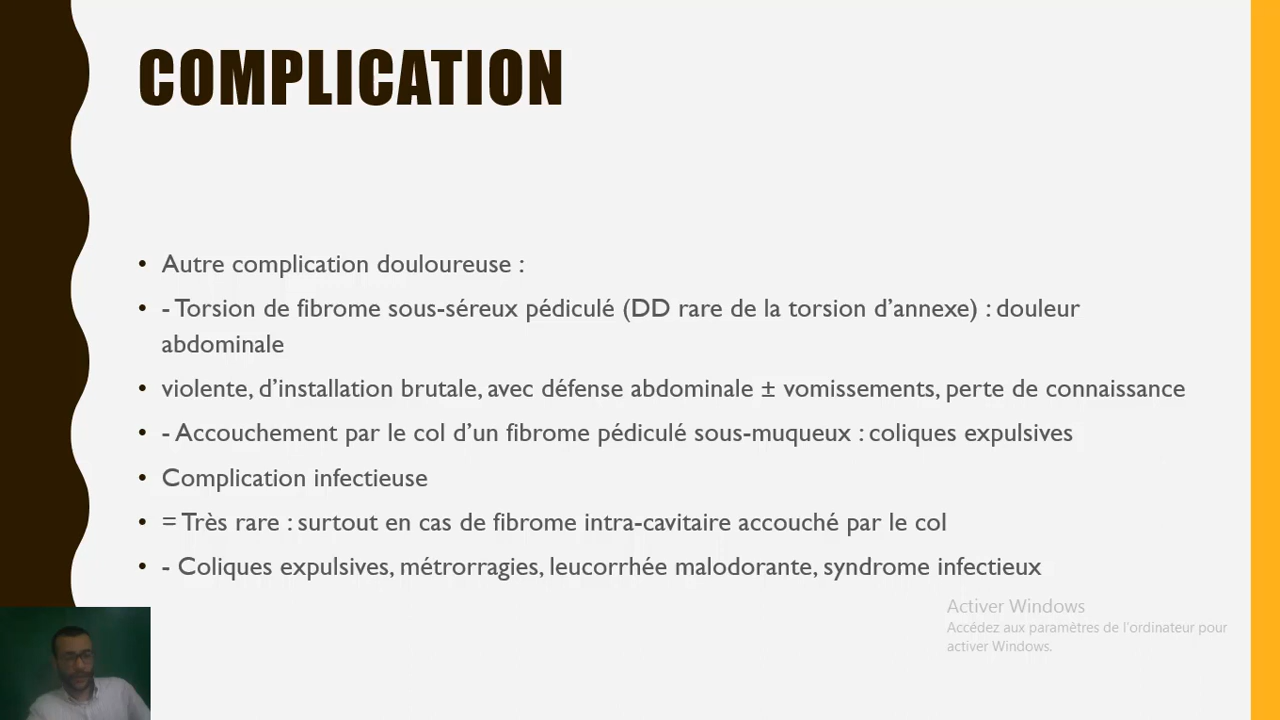 COMPLICATION
• Autre complication douloureuse :
• - Torsion de fibrome sous-séreux pédiculé (DD rare de la torsion d’annexe) : douleur
abdominale
• violente, d’installation brutale, avec défense abdominale ± vomissements, perte de connaissance
• - Accouchement par le col d’un fibrome pédiculé sous-muqueux : coliques expulsives
• Complication infectieuse
• = Très rare : surtout en cas de fibrome intra-cavitaire accouché par le col
• - Coliques expulsives, métrorragies, leucorrhée malodorante, syndrome infectieux
Activer Windows
Accédez aux paramètres de l’ordinateur pour
activer Windows.